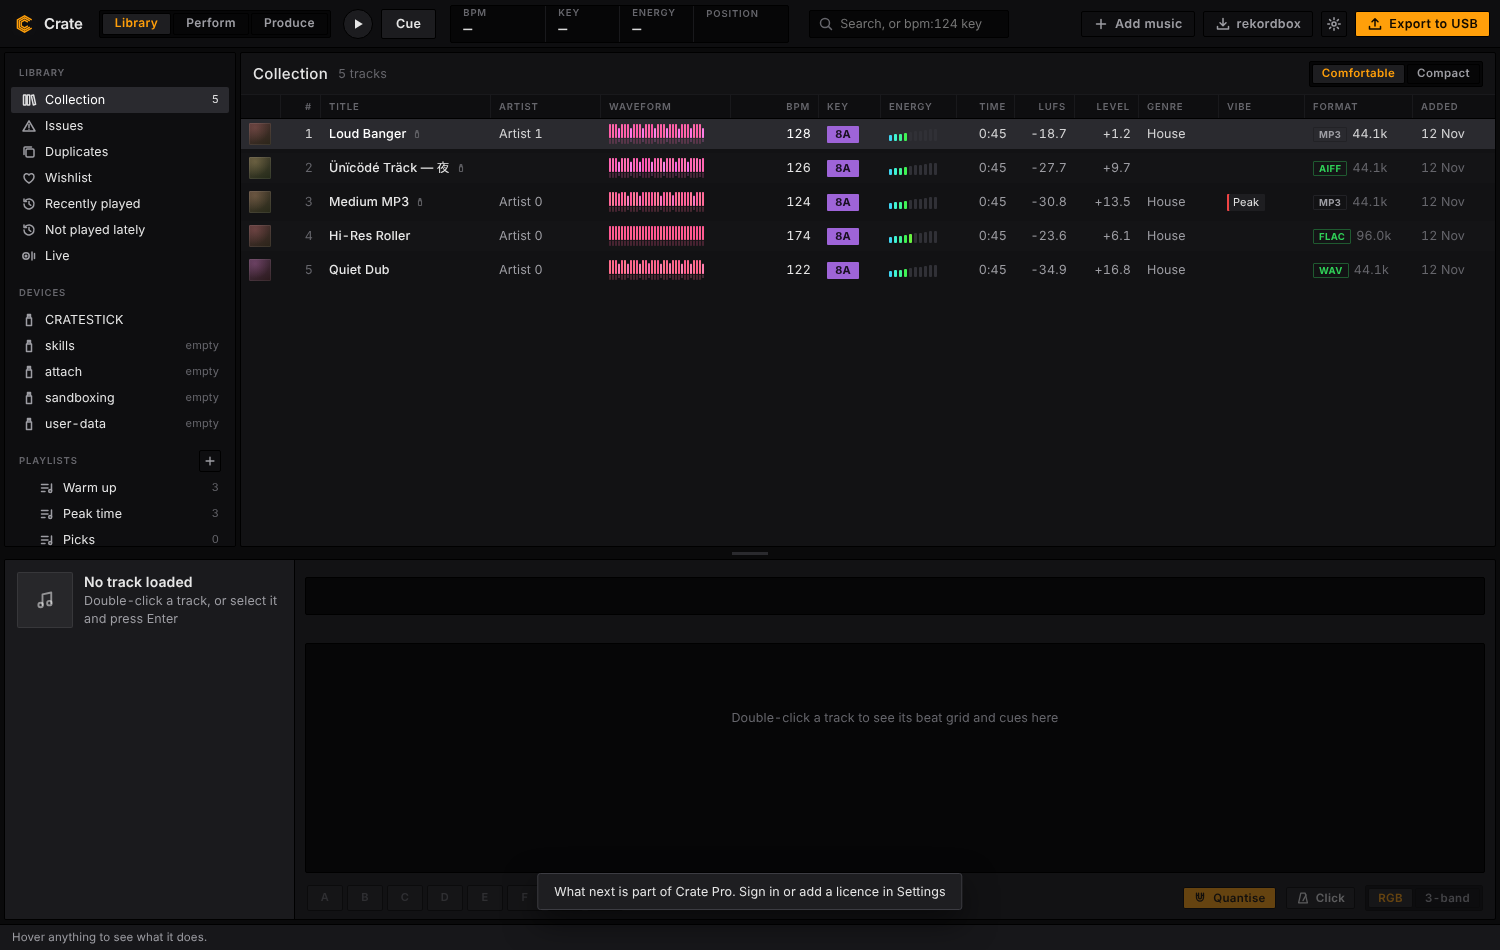 Crate Library Perform Produce Cue
BPM — KEY — ENERGY — POSITION
Search, or bpm:124 key
Add music rekordbox Export to USB
LIBRARY
Collection 5
Issues
Duplicates
Wishlist
Recently played
Not played lately
Live
DEVICES
CRATESTICK
skills empty
attach empty
sandboxing empty
user-data empty
PLAYLISTS
Warm up 3
Peak time 3
Picks 0
Collection 5 tracks Comfortable Compact
# TITLE ARTIST WAVEFORM BPM KEY ENERGY TIME LUFS LEVEL GENRE VIBE FORMAT ADDED
1 Loud Banger Artist 1 128 8A 0:45 -18.7 +1.2 House MP3 44.1k 12 Nov
2 Ünïcödé Träck — 夜 126 8A 0:45 -27.7 +9.7 AIFF 44.1k 12 Nov
3 Medium MP3 Artist 0 124 8A 0:45 -30.8 +13.5 House Peak MP3 44.1k 12 Nov
4 Hi-Res Roller Artist 0 174 8A 0:45 -23.6 +6.1 House FLAC 96.0k 12 Nov
5 Quiet Dub Artist 0 122 8A 0:45 -34.9 +16.8 House WAV 44.1k 12 Nov
No track loaded
Double-click a track, or select it
and press Enter
Double-click a track to see its beat grid and cues here
A B C D E F
What next is part of Crate Pro. Sign in or add a licence in Settings
Quantise Click RGB 3-band
Hover anything to see what it does.